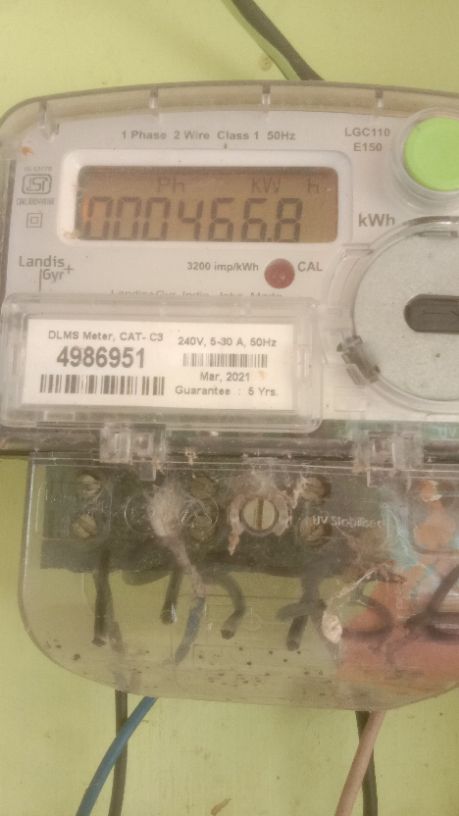 1 Phase 2 Wire Class 1 50Hz
LGC110
E150
ISI
Ph kW h
0004668
kWh
Landis
Gyr+
3200 imp/kWh
CAL
DLMS Meter, CAT- C3
4986951
240V, 5-30 A, 50Hz
Mar, 2021
Guarantee : 5 Yrs.
UV Stabilised